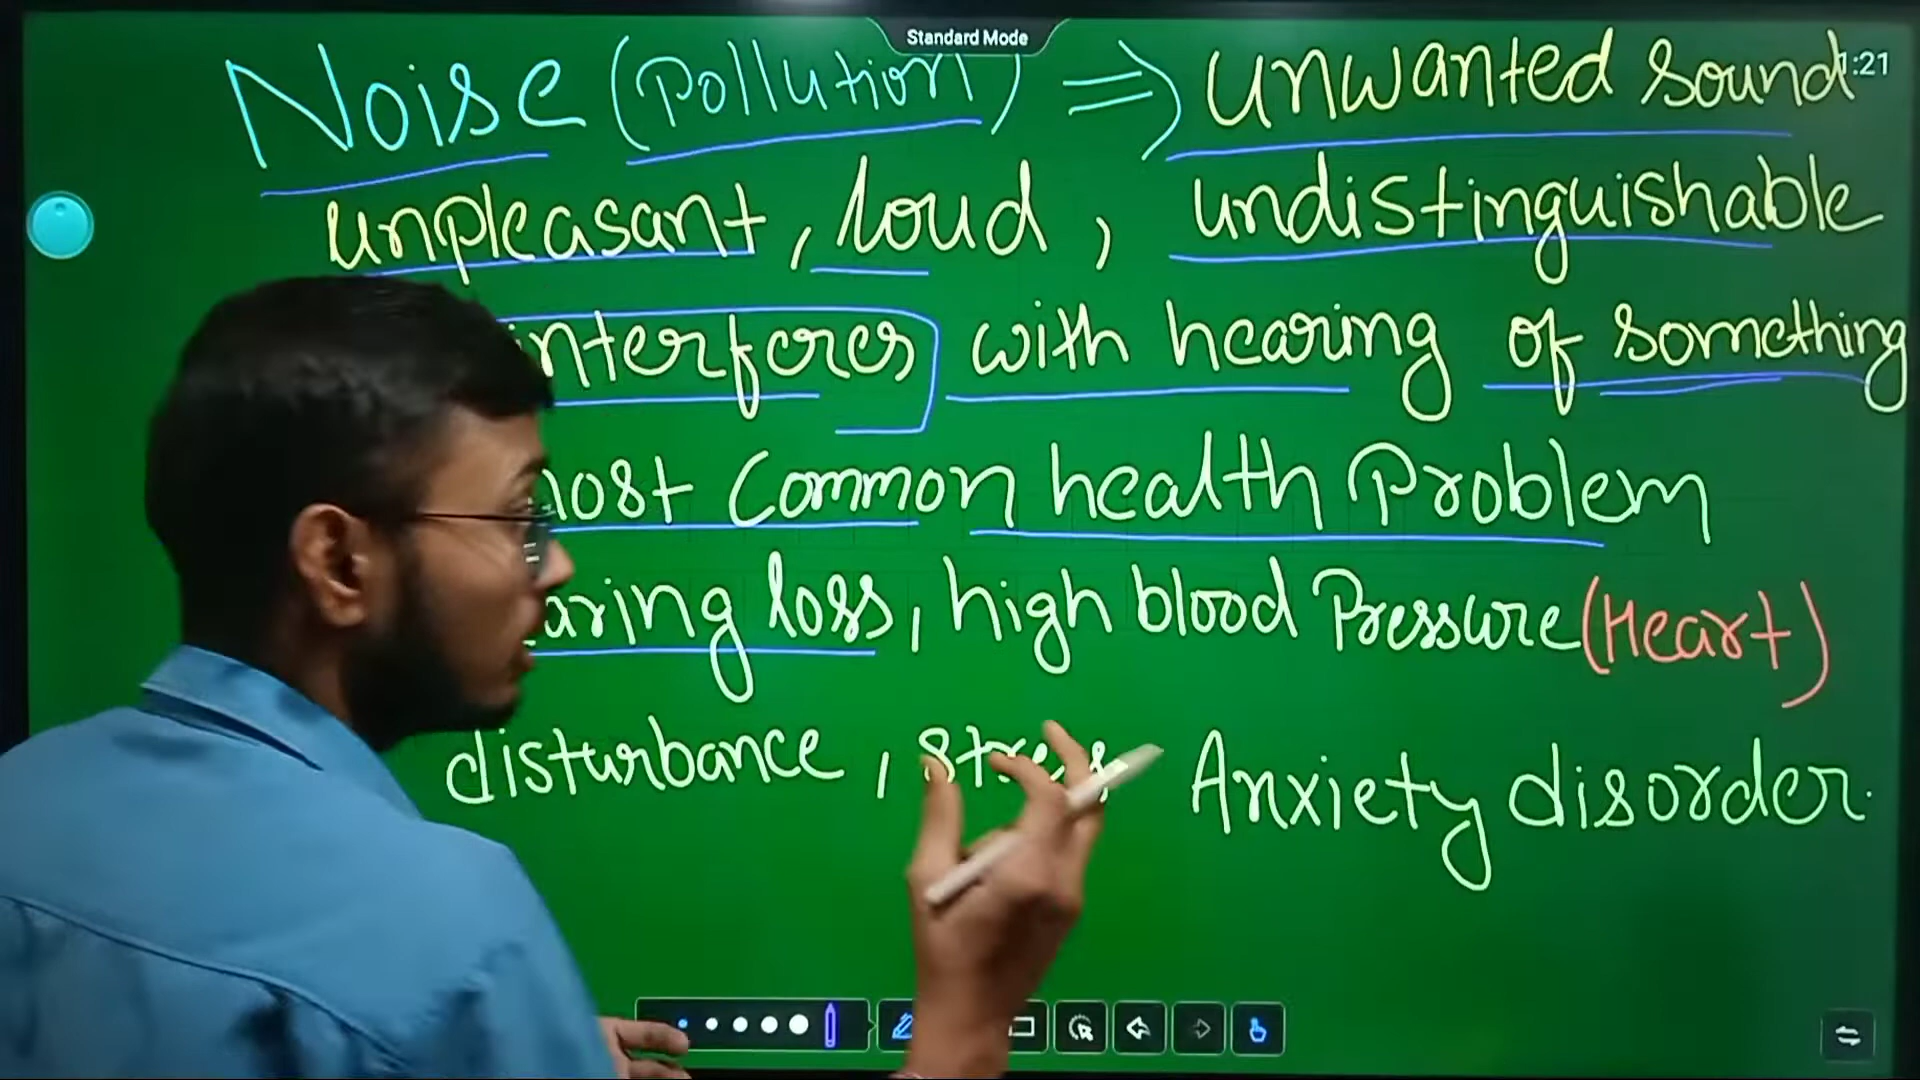 Standard Mode
Noise (Pollution) => unwanted sound
:21
unpleasant, loud, undistinguishable
interferes with hearing of something
most Common health Problem
hearing loss, high blood Pressure (Heart)
disturbance, stress Anxiety disorder.